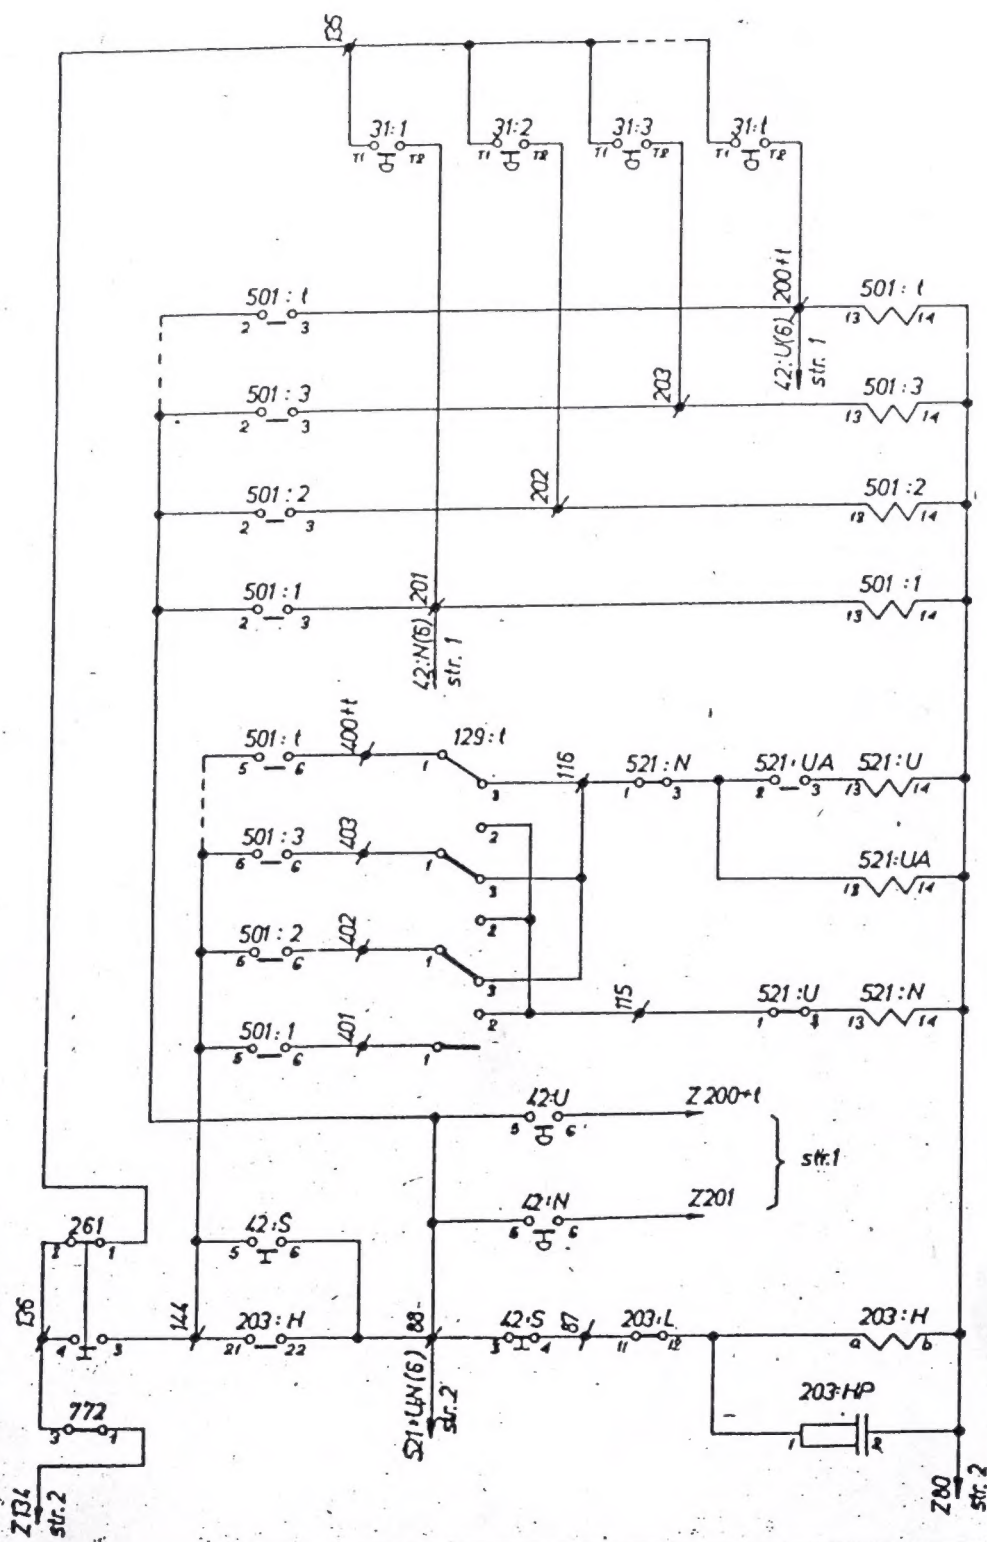 135
31:1
T1 T2
31:2
T1 T2
31:3
T1 T2
31:t
T1 T2
501:t
2 3
42:U(6) 200+t
str. 1
501:t
13 14
501:3
2 3
203
501:3
13 14
501:2
2 3
202
501:2
13 14
501:1
2 3
42:N(6) 201
str. 1
501:1
13 14
501:t
5 6
400+t
129:t
1 3
116
521:N
1 3
521:UA
2 3
521:U
13 14
2
501:3
6 6
403
1 3
521:UA
13 14
2
501:2
6 6
402
1 3
115
521:U
1
521:N
13 14
2
501:1
5 6
401
1
42:U
5 6
Z200+t
str.1
42:N
5 6
Z201
261
2 1
42:S
5 6
136
4 3
144
203:H
21 22
88
521:U,N(6)
str.2
42:S
3 4
87
203:L
11 12
203:H
a b
203:HP
1 2
772
3 1
Z134
str.2
Z80
str.2